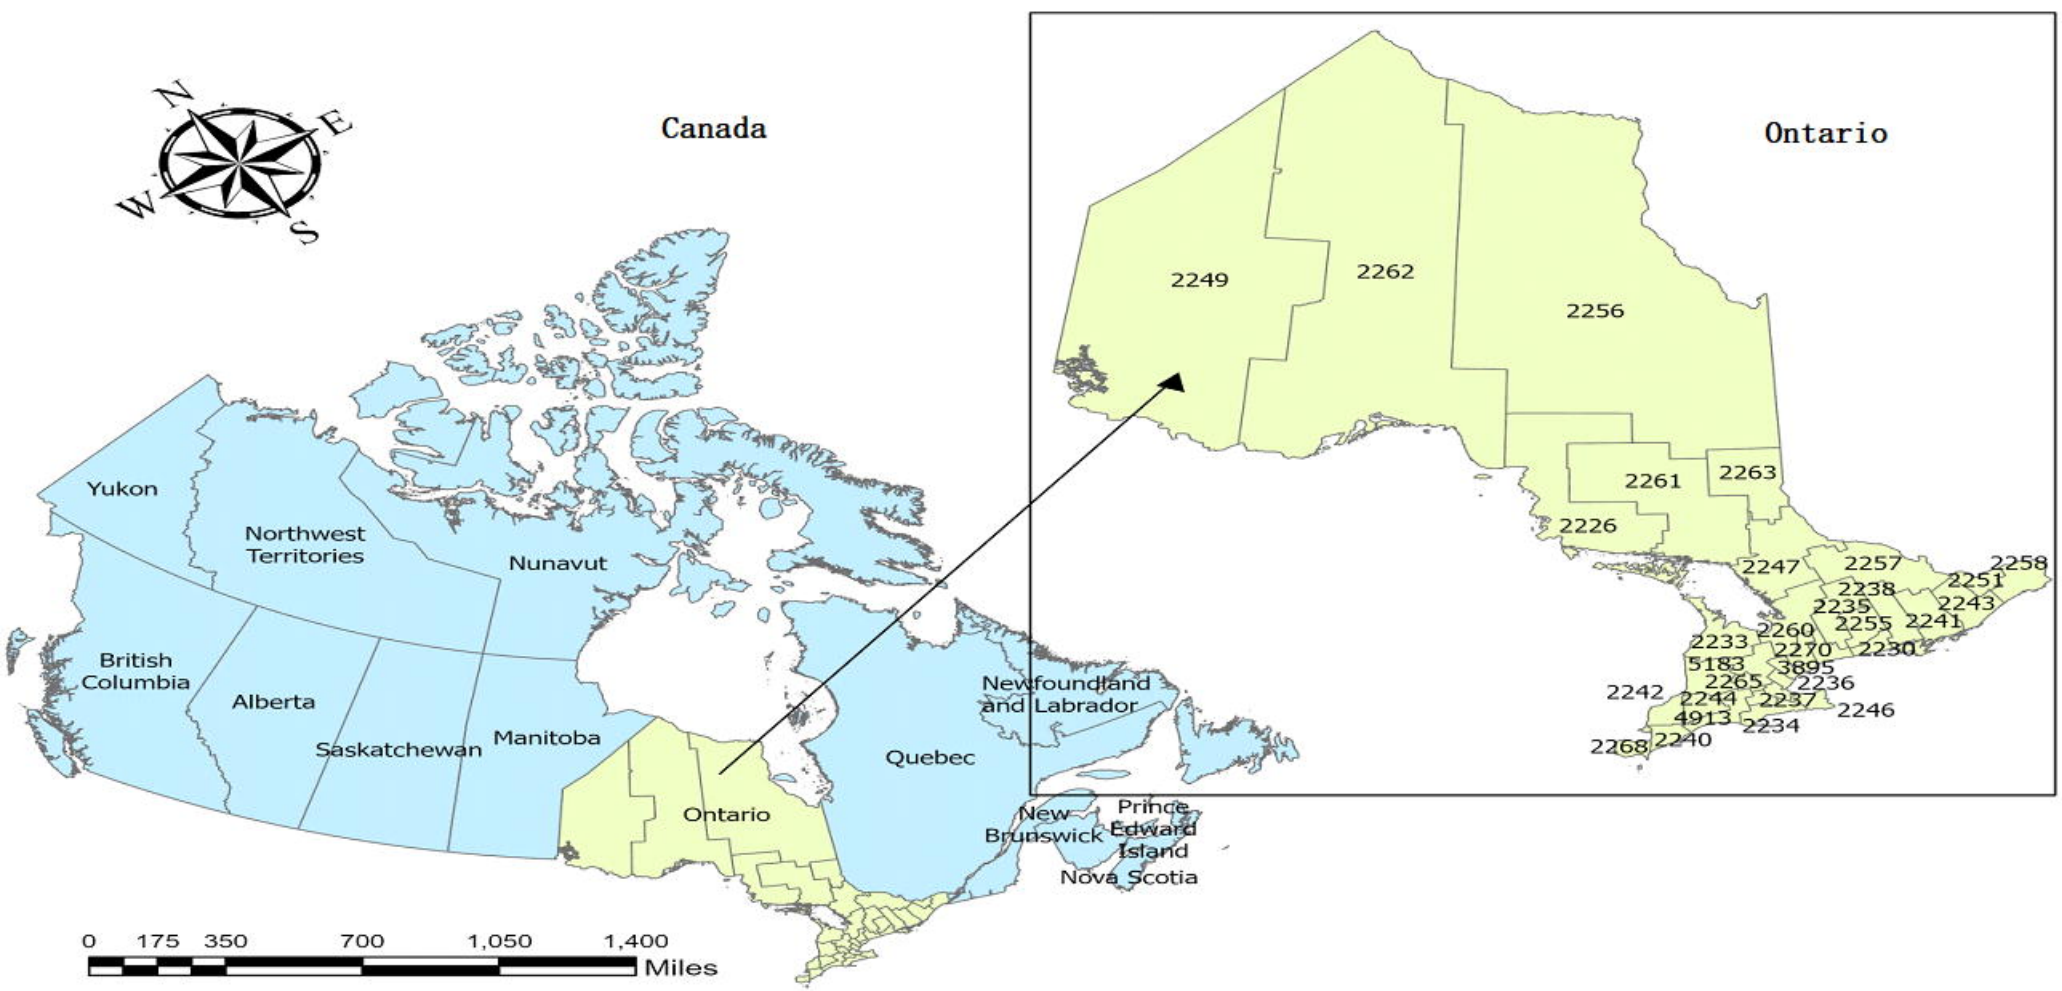 N
E
W
S
Canada
Ontario
Yukon
Northwest
Territories
Nunavut
British
Columbia
Alberta
Saskatchewan
Manitoba
Ontario
Quebec
Newfoundland
and Labrador
New
Brunswick
Prince
Edward
Island
Nova Scotia
0 175 350 700 1,050 1,400
Miles
2249
2262
2256
2261
2263
2226
2247
2257
2258
2251
2238
2243
2235
2255
2241
2260
2233
2270
2230
5183
3895
2265
2236
2242
2244
2237
2246
4913
2234
2240
2268